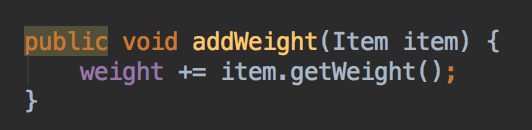 public void addWeight(Item item) {
    weight += item.getWeight();
}